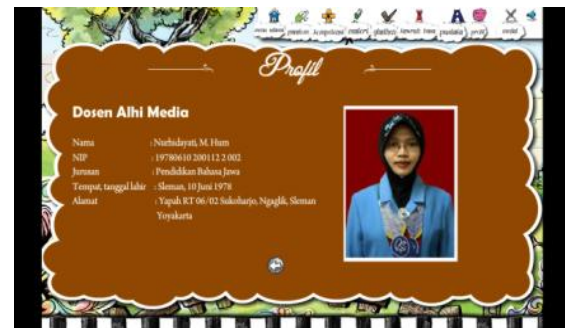 Profil
Dosen Alhi Media
Nama : Nurhidayati, M. Hum
NIP : 19780610 200112 2 002
Jurusan : Pendidikan Bahasa Jawa
Tempat, tanggal lahir : Sleman, 10 Juni 1978
Alamat : Yapah RT 06/02 Sukoharjo, Ngaglik, Sleman
Yoyakarta